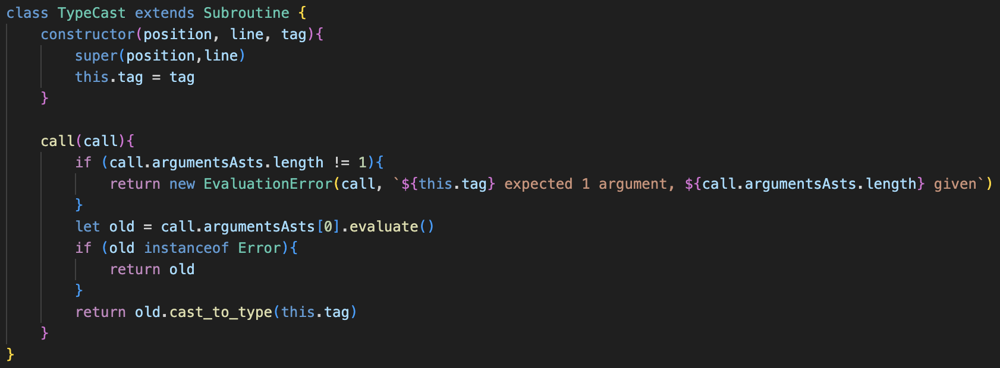 class TypeCast extends Subroutine {
    constructor(position, line, tag){
        super(position,line)
        this.tag = tag
    }

    call(call){
        if (call.argumentsAsts.length != 1){
            return new EvaluationError(call, `${this.tag} expected 1 argument, ${call.argumentsAsts.length} given`)
        }
        let old = call.argumentsAsts[0].evaluate()
        if (old instanceof Error){
            return old
        }
        return old.cast_to_type(this.tag)
    }
}